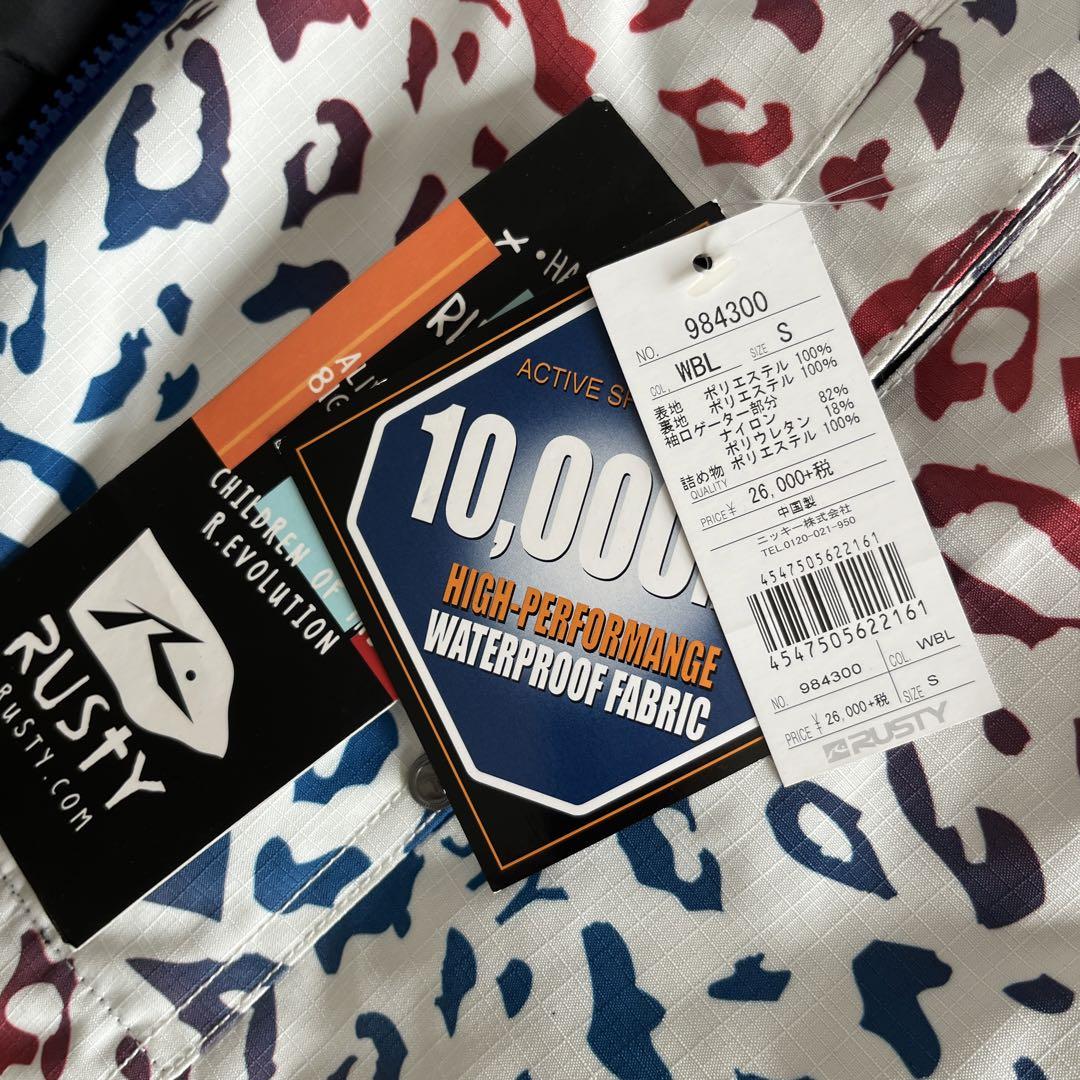 CHILDREN OF
R.EVOLUTION
RUSTY
RUSTY.COM
ACTIVE
10,000
HIGH-PERFORMANGE
WATERPROOF FABRIC
NO. 984300
COL. WBL SIZE S
表地 ポリエステル 100%
裏地 ポリエステル 100%
袖口ゲーター部分
ナイロン 82%
ポリウレタン 18%
詰め物 ポリエステル 100%
QUALITY
PRICE ¥ 26,000+税
中国製
ニッキー株式会社
TEL.0120-021-950
4547505622161
4547505622161
NO. 984300 COL. WBL
PRICE ¥ 26,000+税 SIZE S
RUSTY